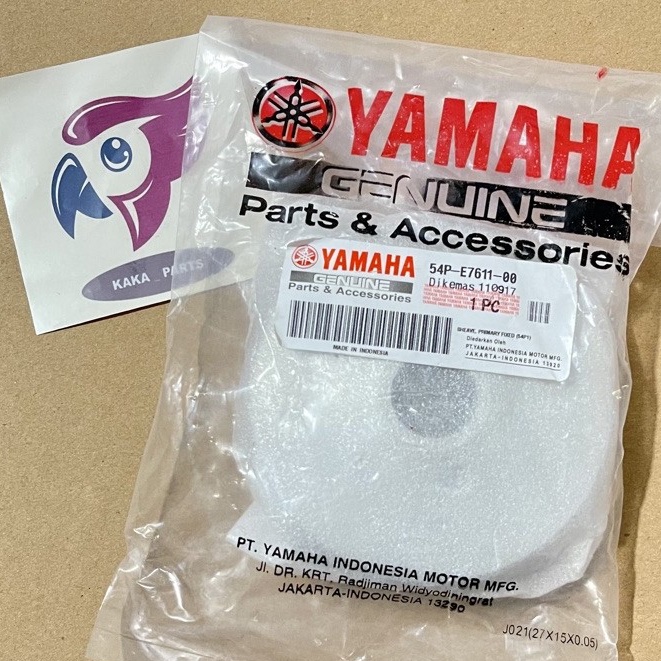 YAMAHA
GENUINE
Parts & Accessories
KAKA_PARTS
YAMAHA
GENUINE
Parts & Accessories
54P-E7611-00
Dikemas 110917
1 PC
MADE IN INDONESIA
SHEAVE, PRIMARY FIXED (54P1)
Diedarkan Oleh
PT.YAMAHA INDONESIA MOTOR MFG.
JAKARTA-INDONESIA 13920
PT. YAMAHA INDONESIA MOTOR MFG.
Jl. DR. KRT. Radjiman Widyodiningrat
JAKARTA-INDONESIA 13290
J021(27X15X0.05)